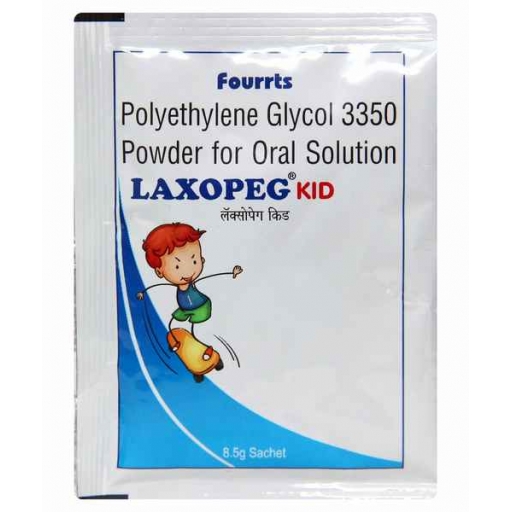 Fourrts
Polyethylene Glycol 3350
Powder for Oral Solution
LAXOPEG® KID
लॅक्सोपेग किड
8.5g Sachet